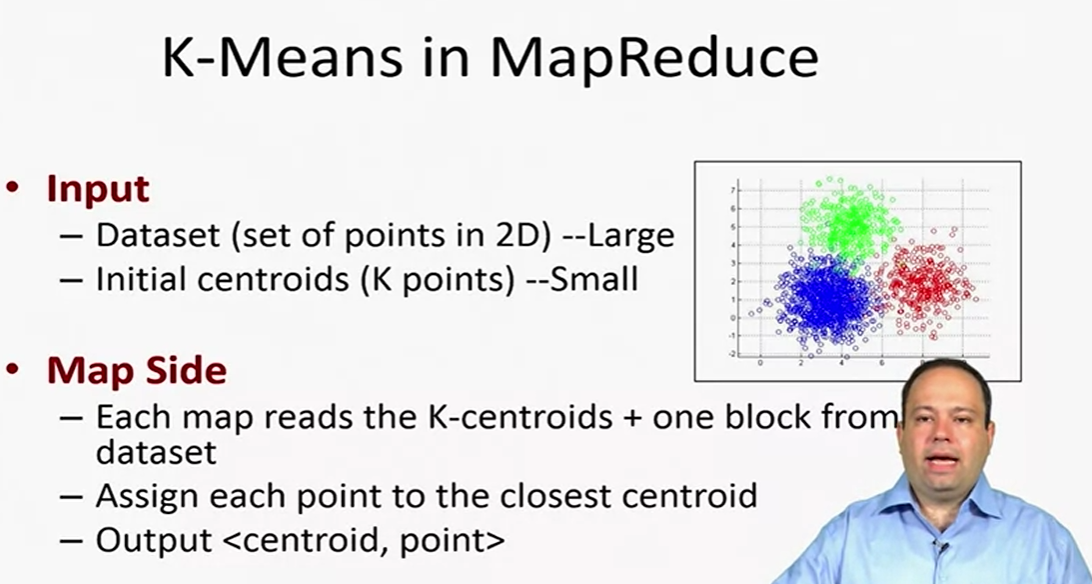 K-Means in MapReduce
• Input
– Dataset (set of points in 2D) --Large
– Initial centroids (K points) --Small
7
6
5
4
3
2
1
0
-1
-2
0 2 4 6
• Map Side
– Each map reads the K-centroids + one block from
dataset
– Assign each point to the closest centroid
– Output <centroid, point>